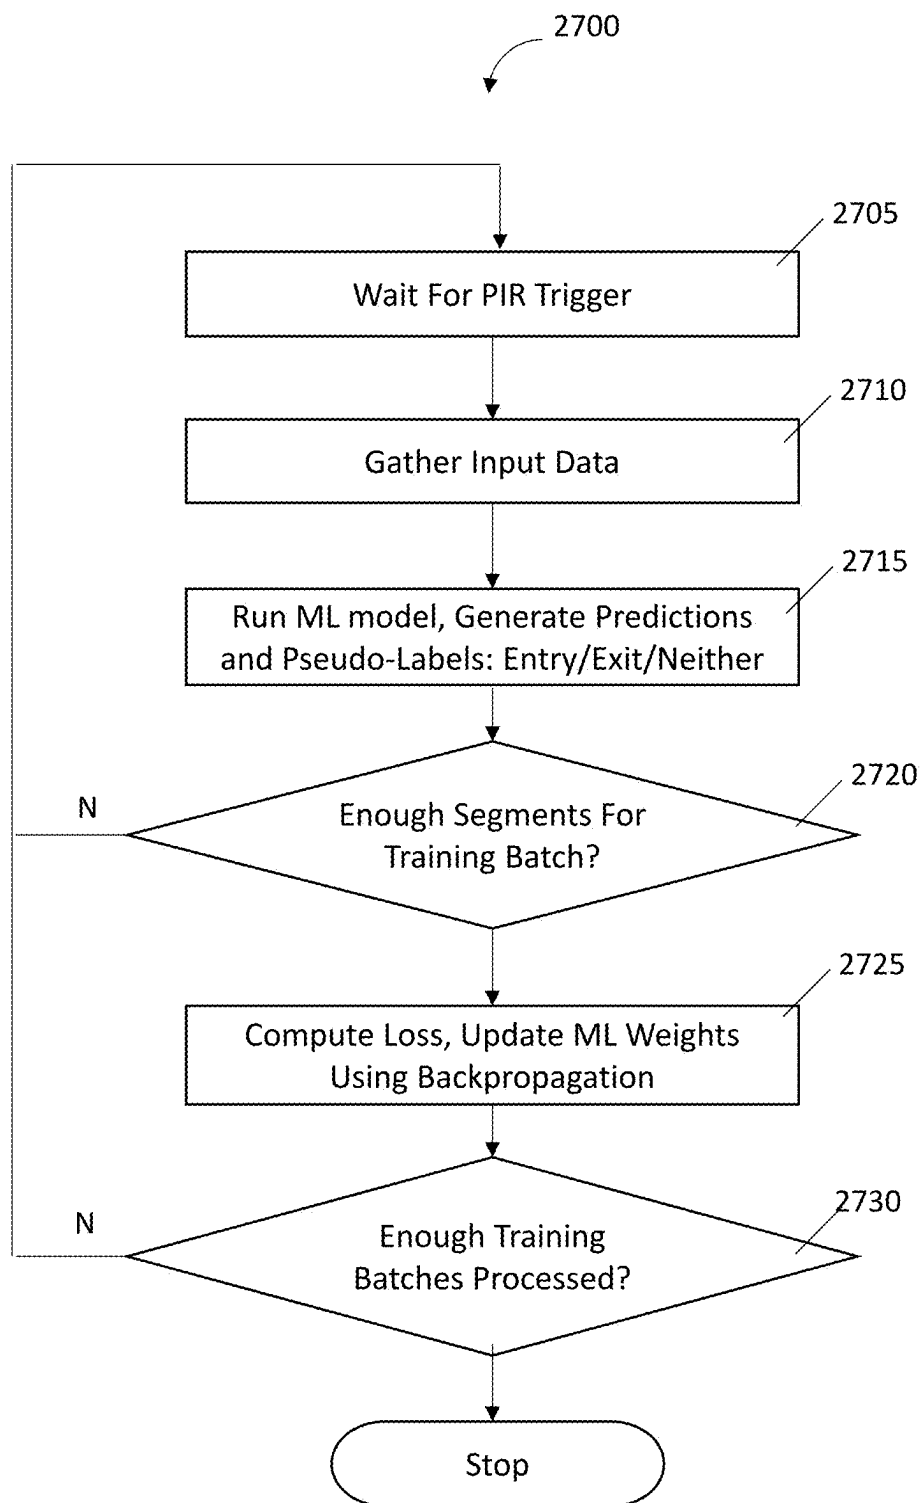 2700
2705
Wait For PIR Trigger
2710
Gather Input Data
2715
Run ML model, Generate Predictions
and Pseudo-Labels: Entry/Exit/Neither
2720
N
Enough Segments For
Training Batch?
2725
Compute Loss, Update ML Weights
Using Backpropagation
2730
N
Enough Training
Batches Processed?
Stop